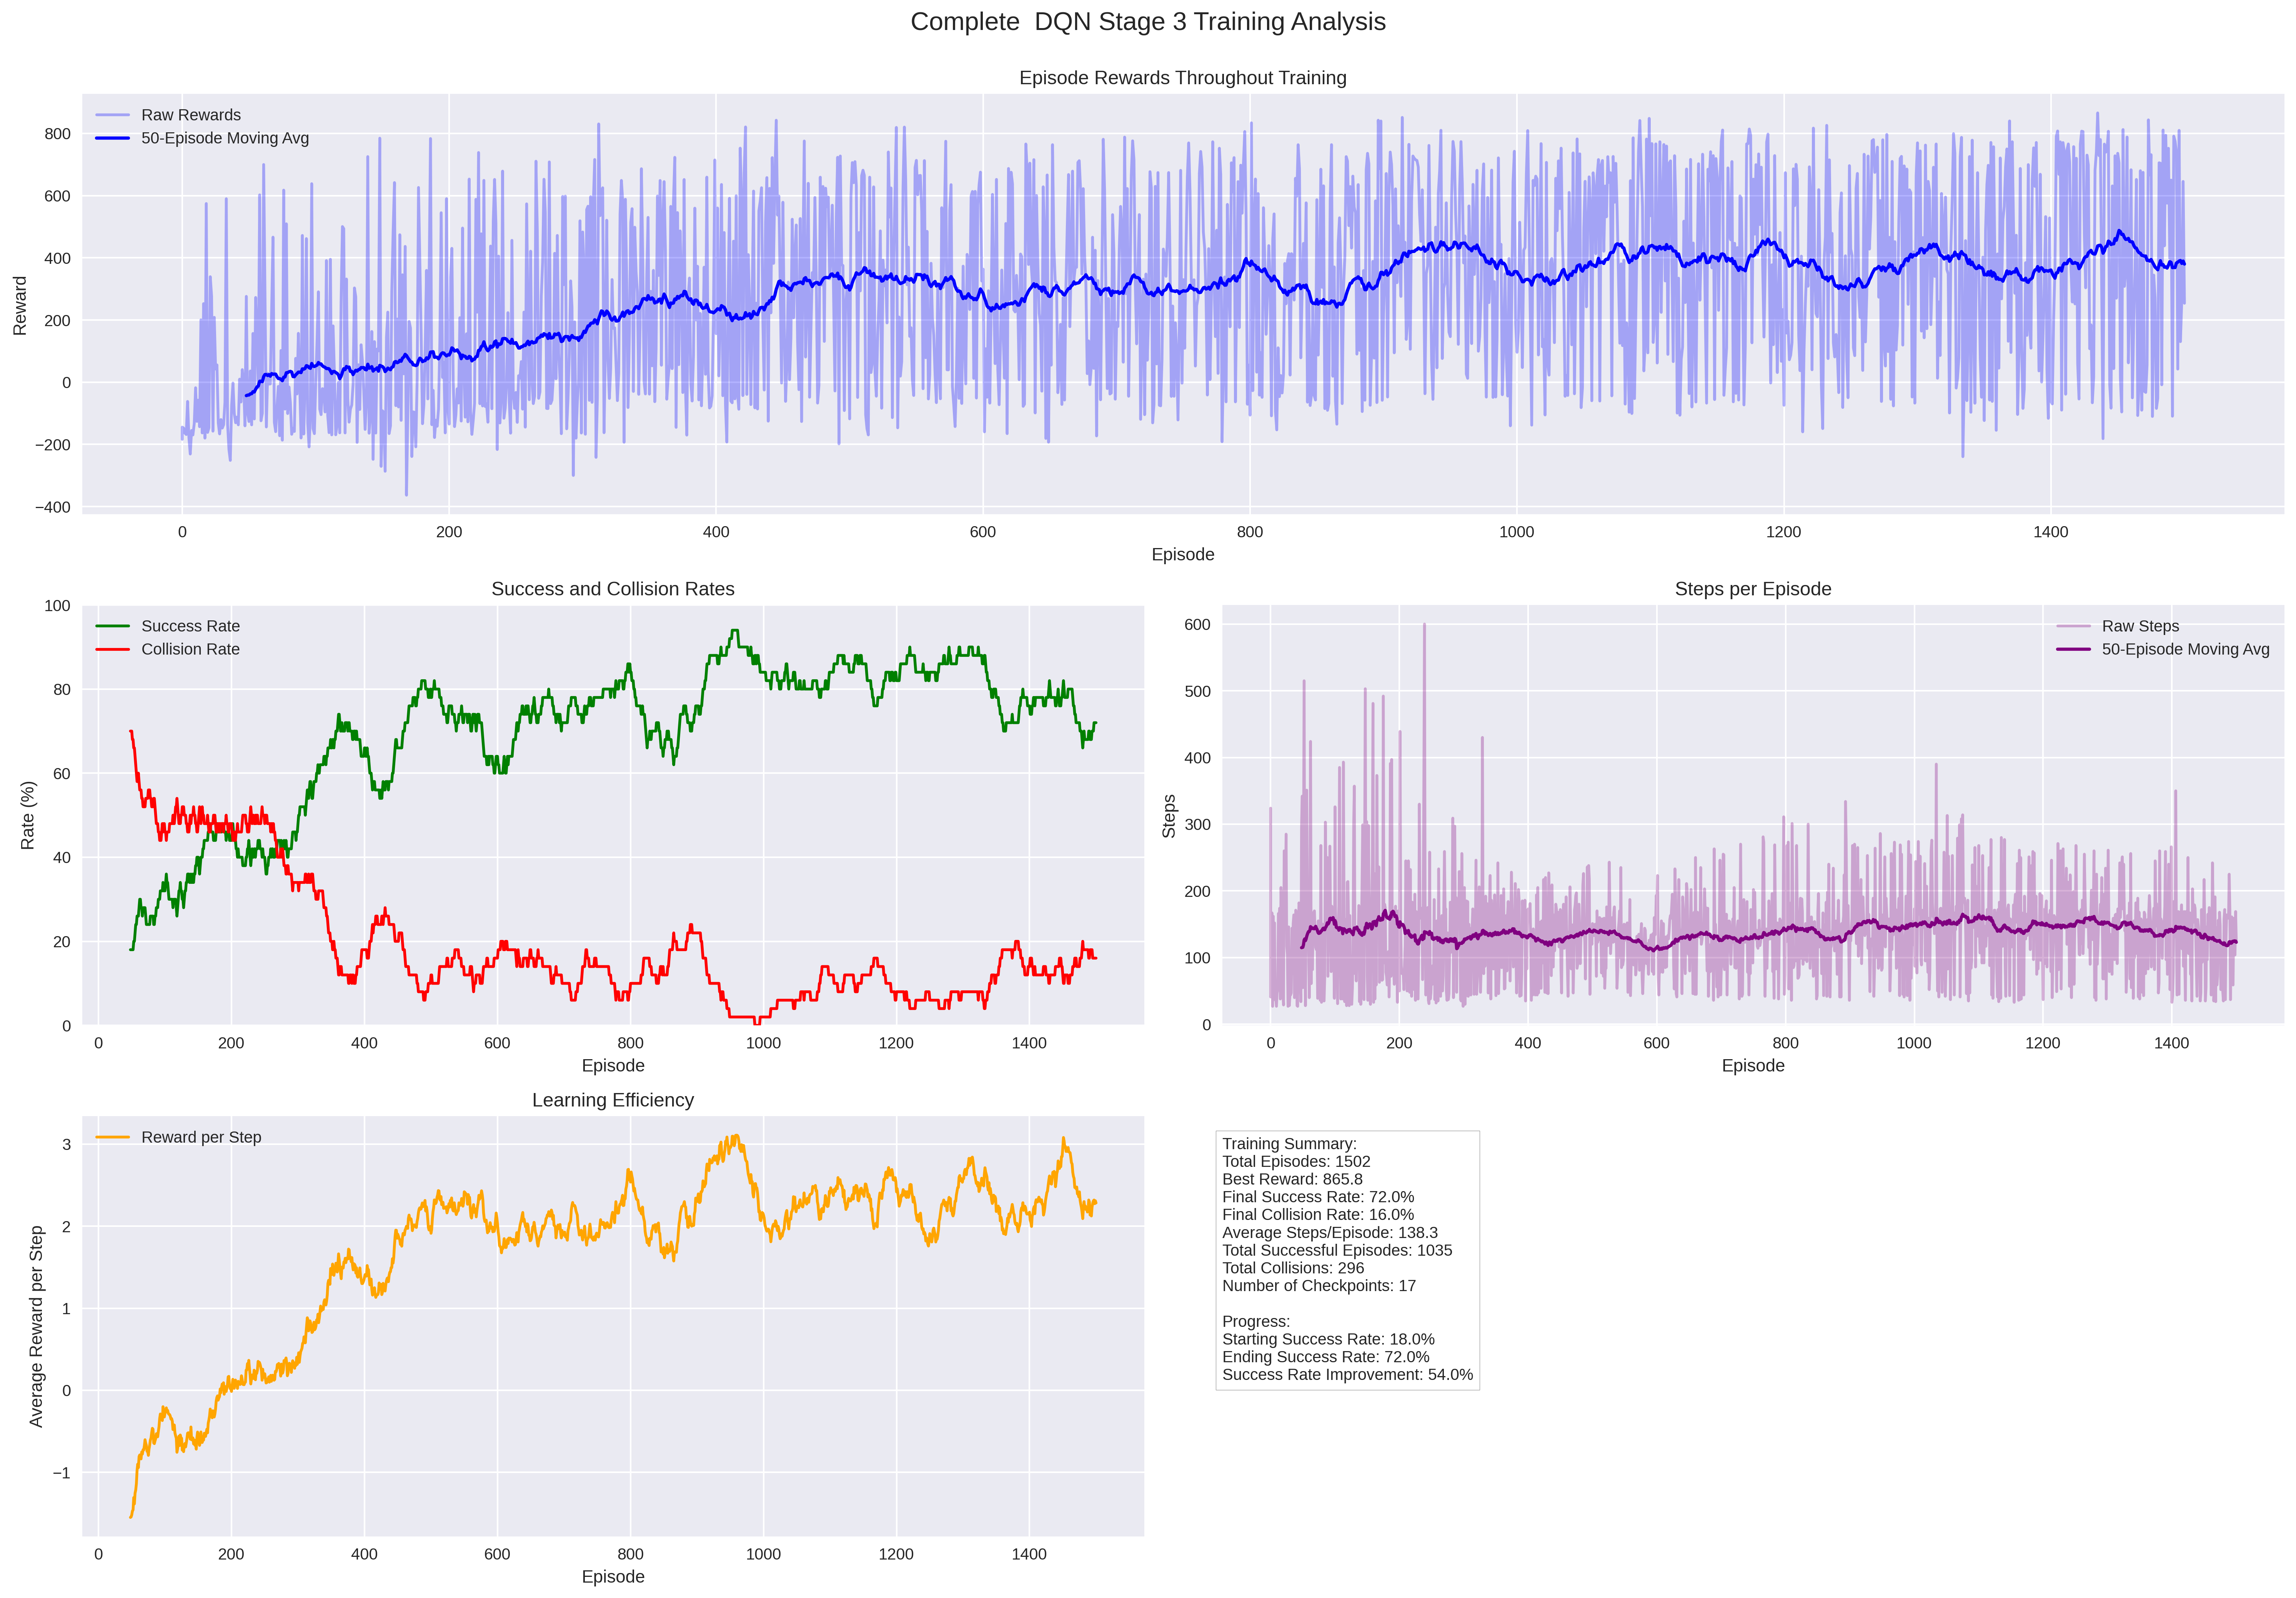 Complete  DQN Stage 3 Training Analysis
Episode Rewards Throughout Training
Raw Rewards
50-Episode Moving Avg
800
600
400
200
0
−200
−400
Reward
0 200 400 600 800 1000 1200 1400
Episode
Success and Collision Rates
Success Rate
Collision Rate
100
80
60
40
20
0
Rate (%)
0 200 400 600 800 1000 1200 1400
Episode
Steps per Episode
Raw Steps
50-Episode Moving Avg
600
500
400
300
200
100
0
Steps
0 200 400 600 800 1000 1200 1400
Episode
Learning Efficiency
Reward per Step
3
2
1
0
−1
Average Reward per Step
0 200 400 600 800 1000 1200 1400
Episode
Training Summary:
Total Episodes: 1502
Best Reward: 865.8
Final Success Rate: 72.0%
Final Collision Rate: 16.0%
Average Steps/Episode: 138.3
Total Successful Episodes: 1035
Total Collisions: 296
Number of Checkpoints: 17
Progress:
Starting Success Rate: 18.0%
Ending Success Rate: 72.0%
Success Rate Improvement: 54.0%